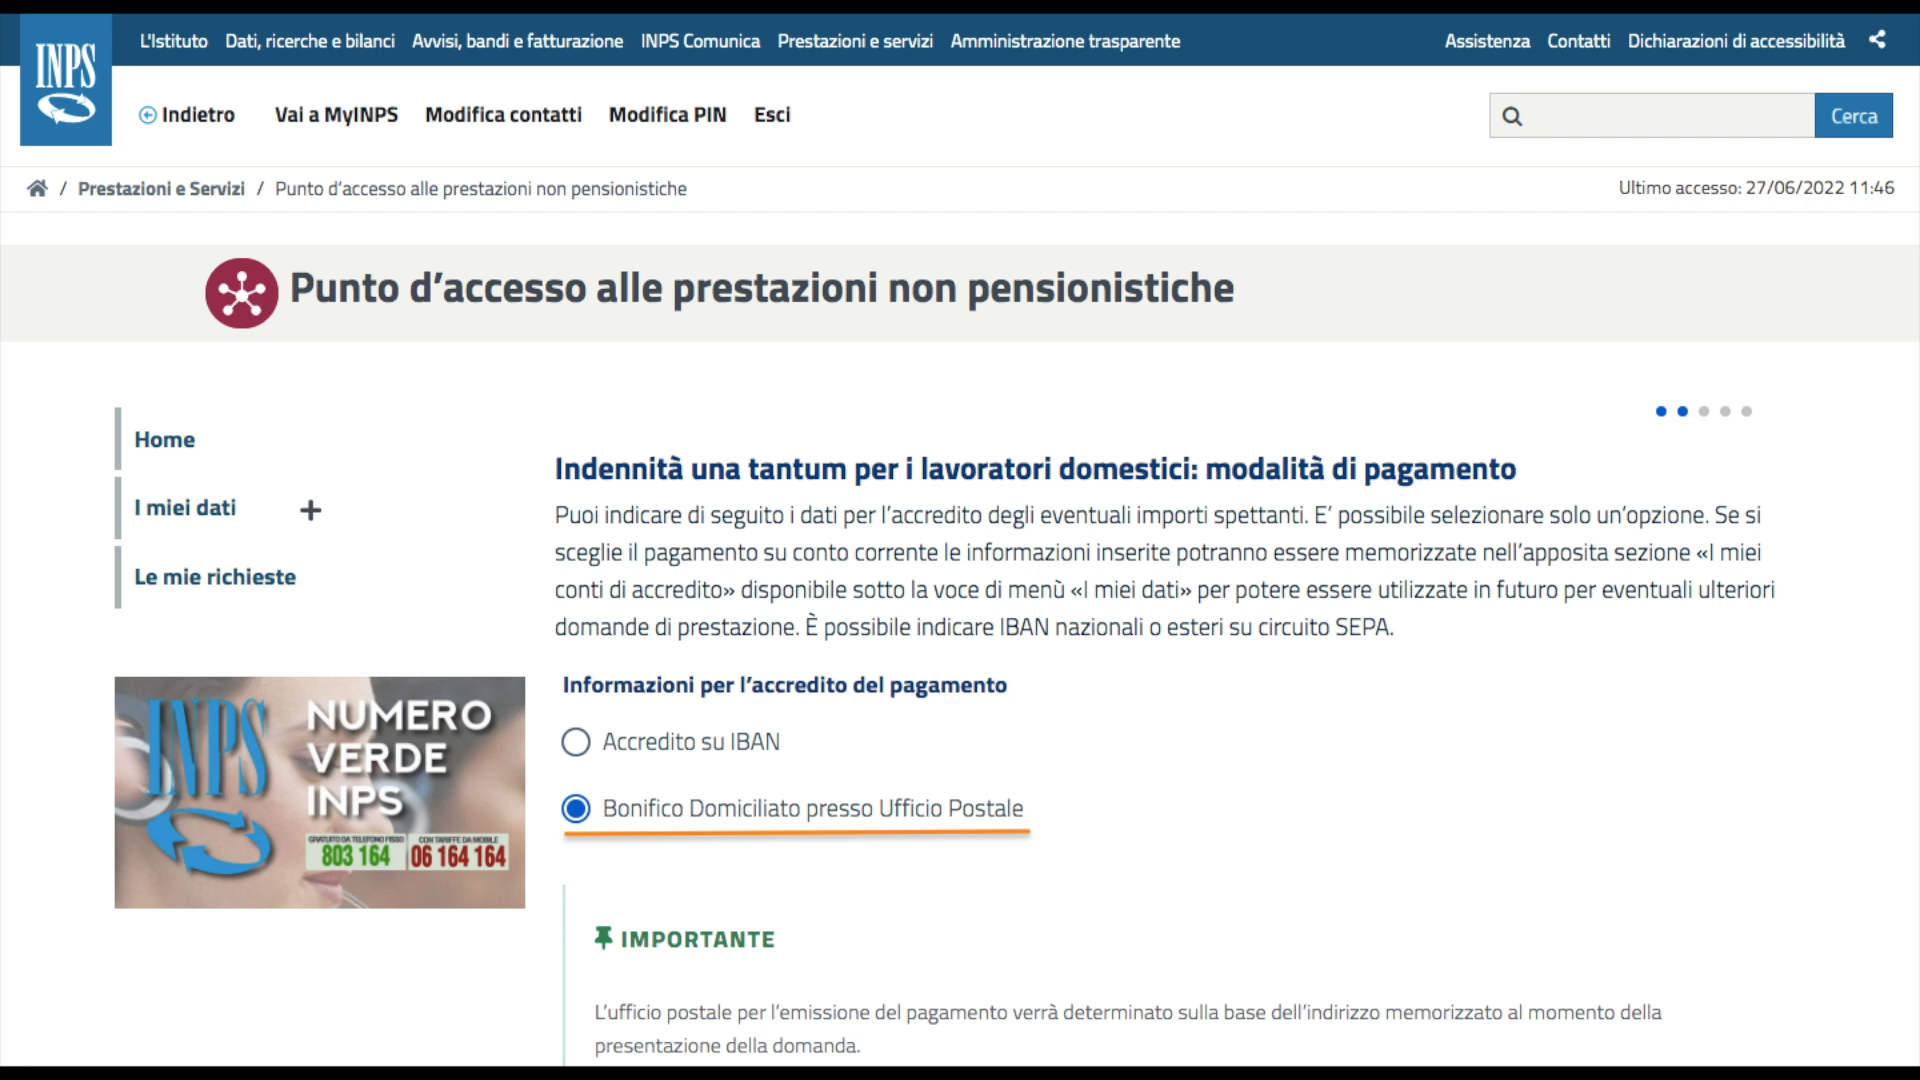 INPS
L'Istituto Dati, ricerche e bilanci Avvisi, bandi e fatturazione INPS Comunica Prestazioni e servizi Amministrazione trasparente Assistenza Contatti Dichiarazioni di accessibilità
Indietro Vai a MyINPS Modifica contatti Modifica PIN Esci Cerca
/ Prestazioni e Servizi / Punto d'accesso alle prestazioni non pensionistiche Ultimo accesso: 27/06/2022 11:46
Punto d'accesso alle prestazioni non pensionistiche
Home
I miei dati +
Le mie richieste
INPS
NUMERO
VERDE
INPS
GRATUITO DA TELEFONO FISSO CON TARIFFE DA MOBILE
803 164 06 164 164
Indennità una tantum per i lavoratori domestici: modalità di pagamento
Puoi indicare di seguito i dati per l'accredito degli eventuali importi spettanti. E' possibile selezionare solo un'opzione. Se si
sceglie il pagamento su conto corrente le informazioni inserite potranno essere memorizzate nell'apposita sezione «I miei
conti di accredito» disponibile sotto la voce di menù «I miei dati» per potere essere utilizzate in futuro per eventuali ulteriori
domande di prestazione. È possibile indicare IBAN nazionali o esteri su circuito SEPA.
Informazioni per l'accredito del pagamento
Accredito su IBAN
Bonifico Domiciliato presso Ufficio Postale
IMPORTANTE
L'ufficio postale per l'emissione del pagamento verrà determinato sulla base dell'indirizzo memorizzato al momento della
presentazione della domanda.